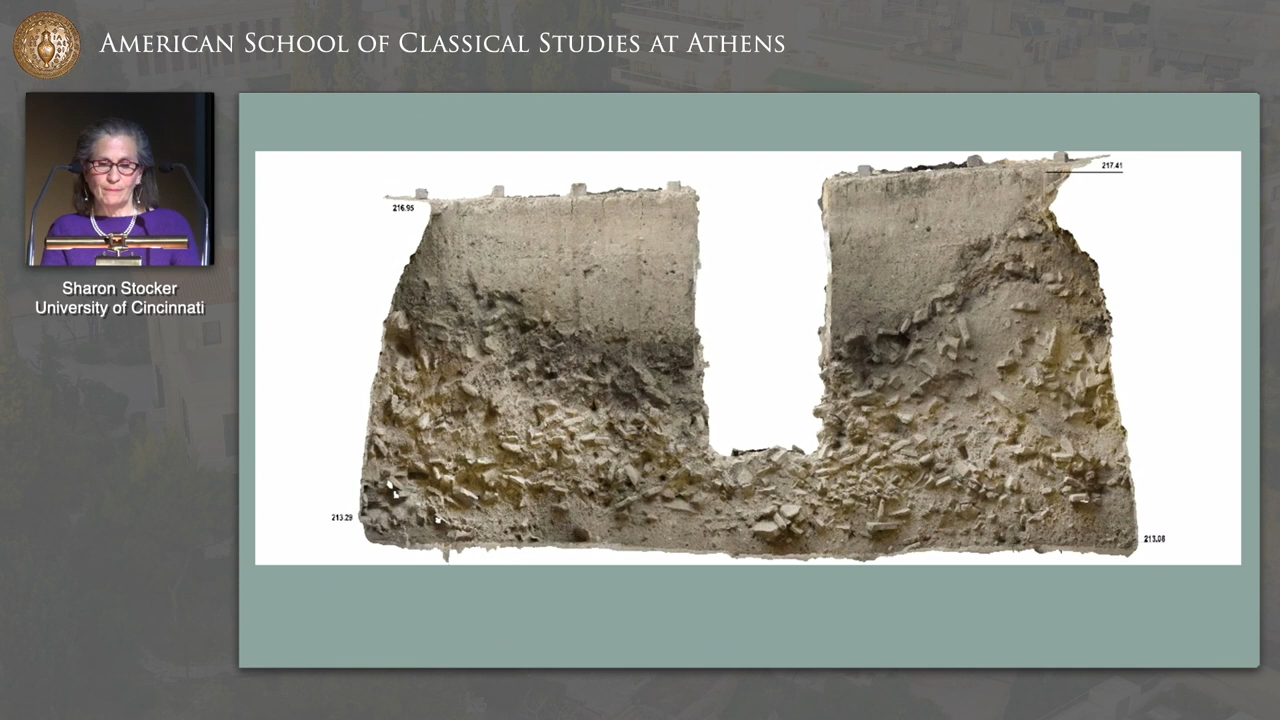 AMERICAN SCHOOL OF CLASSICAL STUDIES AT ATHENS
Sharon Stocker
University of Cincinnati
217.41
216.95
213.29
213.08